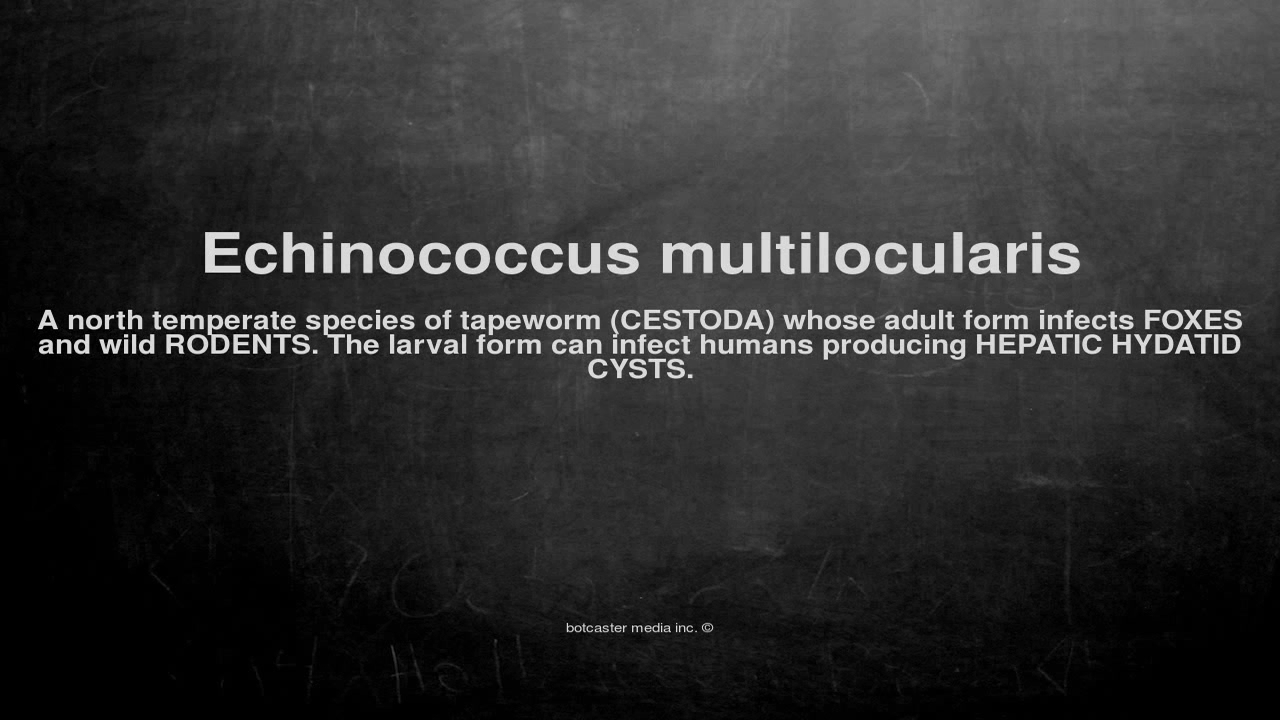 Echinococcus multilocularis
A north temperate species of tapeworm (CESTODA) whose adult form infects FOXES
and wild RODENTS. The larval form can infect humans producing HEPATIC HYDATID
CYSTS.
botcaster media inc. ©